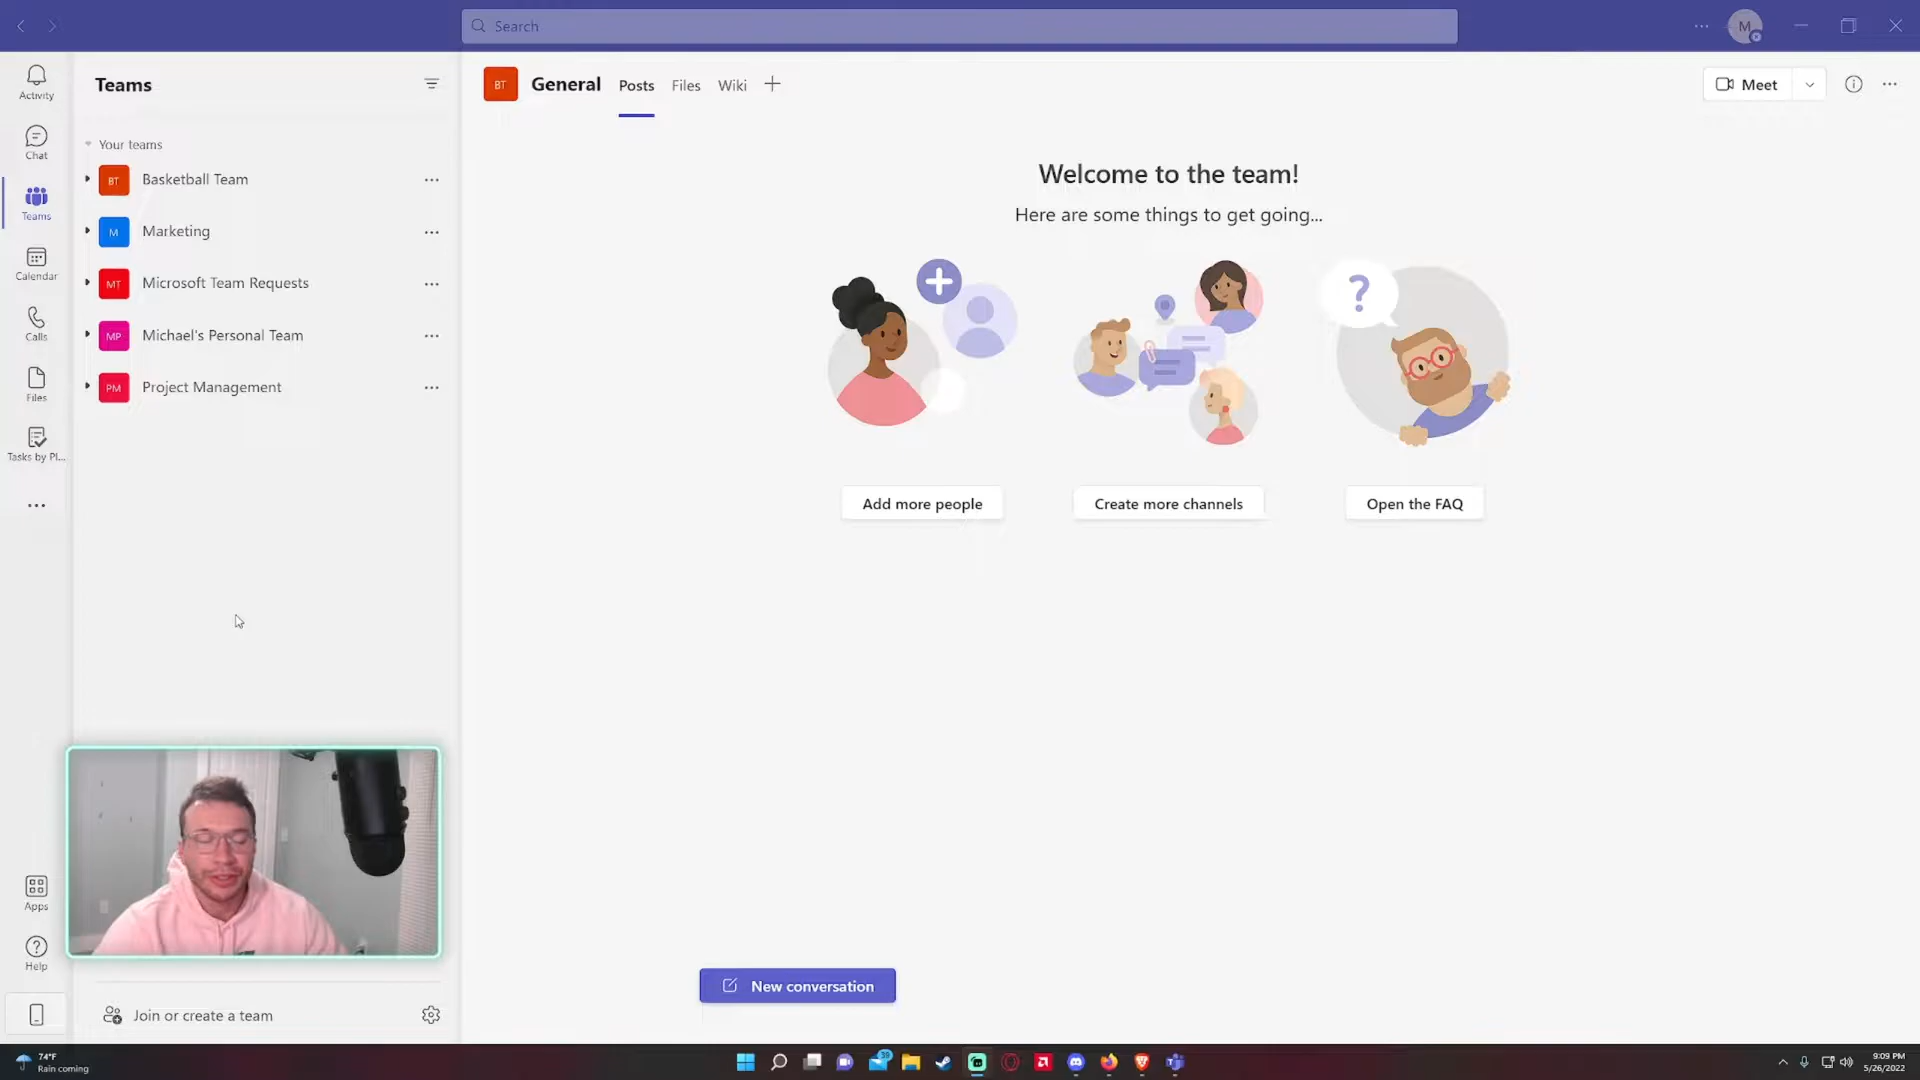 Search
M
Activity
Chat
Teams
Calendar
Calls
Files
Tasks by Pl...
Apps
Help
Teams
Your teams
BT Basketball Team
M Marketing
MT Microsoft Team Requests
MP Michael's Personal Team
PM Project Management
Join or create a team
BT General Posts Files Wiki
Meet
Welcome to the team!
Here are some things to get going...
?
Add more people
Create more channels
Open the FAQ
New conversation
74°F
Rain coming
39
9:09 PM
5/26/2022